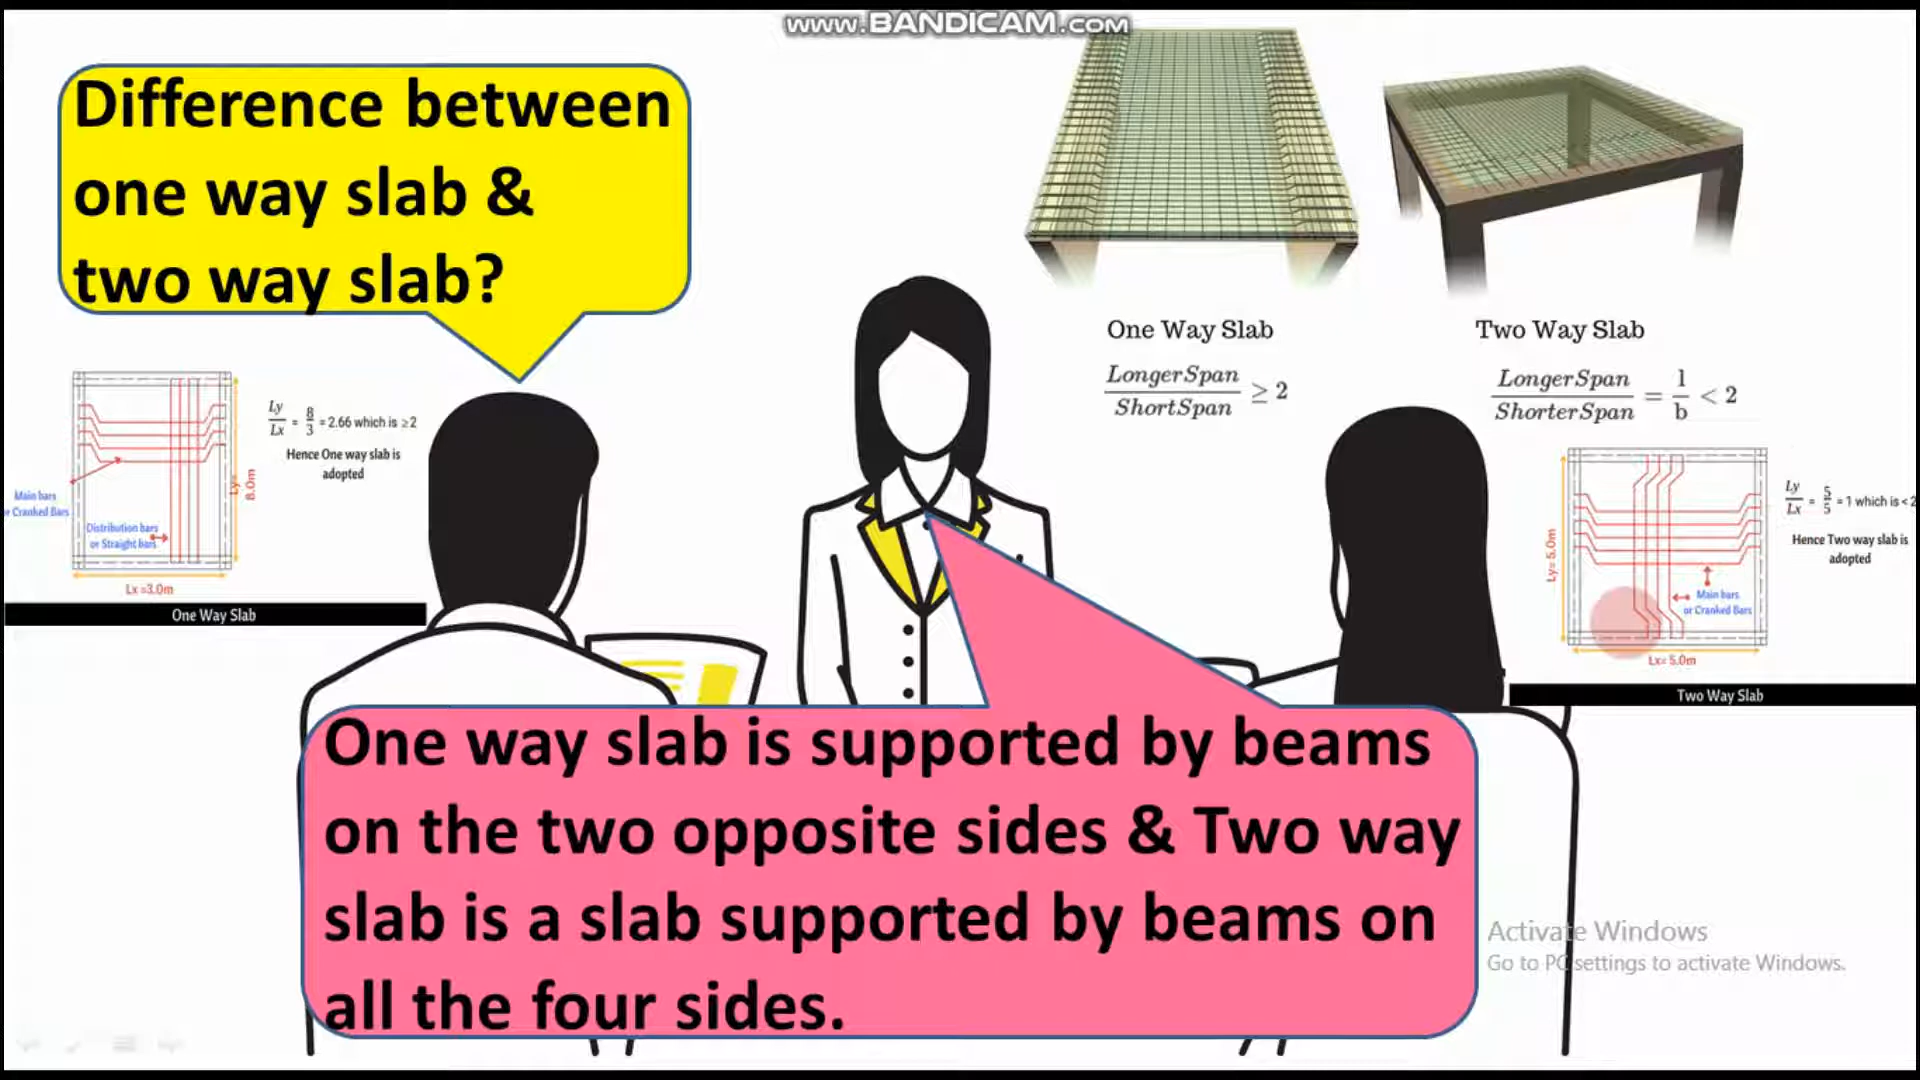 www.BANDICAM.com
Difference between
one way slab &
two way slab?
One Way Slab
LongerSpan
ShortSpan
≥ 2
Two Way Slab
LongerSpan
ShorterSpan
= l
b
< 2
Ly
Lx
= 8
3
= 2.66 which is ≥2
Hence One way slab is
adopted
Main bars
or Cranked Bars
Distribution bars
or Straight bars
Ly=
8.0m
Lx =3.0m
One Way Slab
Ly
Lx
= 5
5
= 1 which is < 2
Hence Two way slab is
adopted
Ly= 5.0m
Main bars
or Cranked Bars
Lx= 5.0m
Two Way Slab
One way slab is supported by beams
on the two opposite sides & Two way
slab is a slab supported by beams on
all the four sides.
Activate Windows
Go to PC settings to activate Windows.